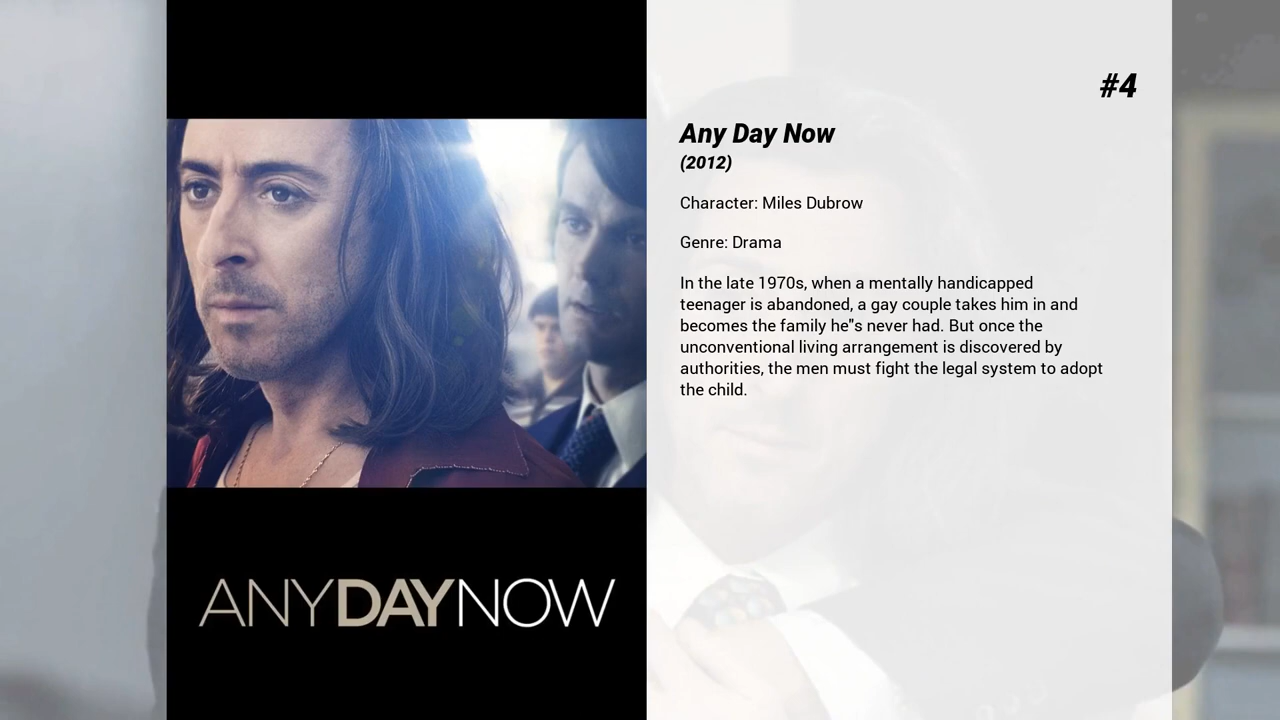 #4
Any Day Now
(2012)
Character: Miles Dubrow
Genre: Drama
In the late 1970s, when a mentally handicapped
teenager is abandoned, a gay couple takes him in and
becomes the family he"s never had. But once the
unconventional living arrangement is discovered by
authorities, the men must fight the legal system to adopt
the child.
ANYDAYNOW